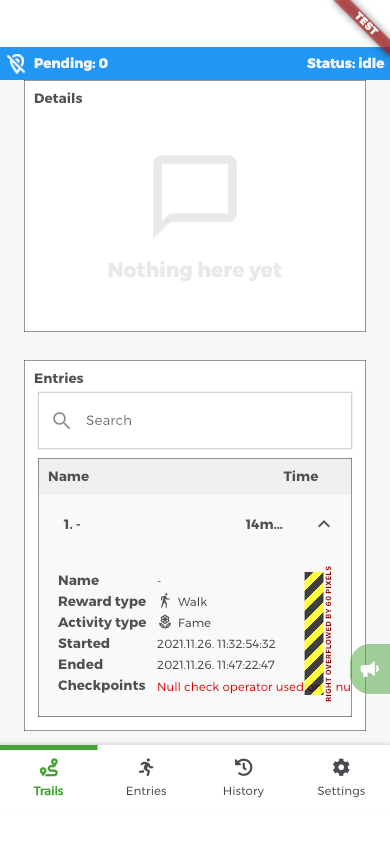 TEST
Pending: 0 Status: idle
Details
Nothing here yet
Entries
Search
Name Time
1. - 14m...
Name -
Reward type Walk
Activity type Fame
Started 2021.11.26. 11:32:54:32
Ended 2021.11.26. 11:47:22:47
Checkpoints Null check operator used nu
RIGHT OVERFLOWED BY 60 PIXELS
Trails Entries History Settings